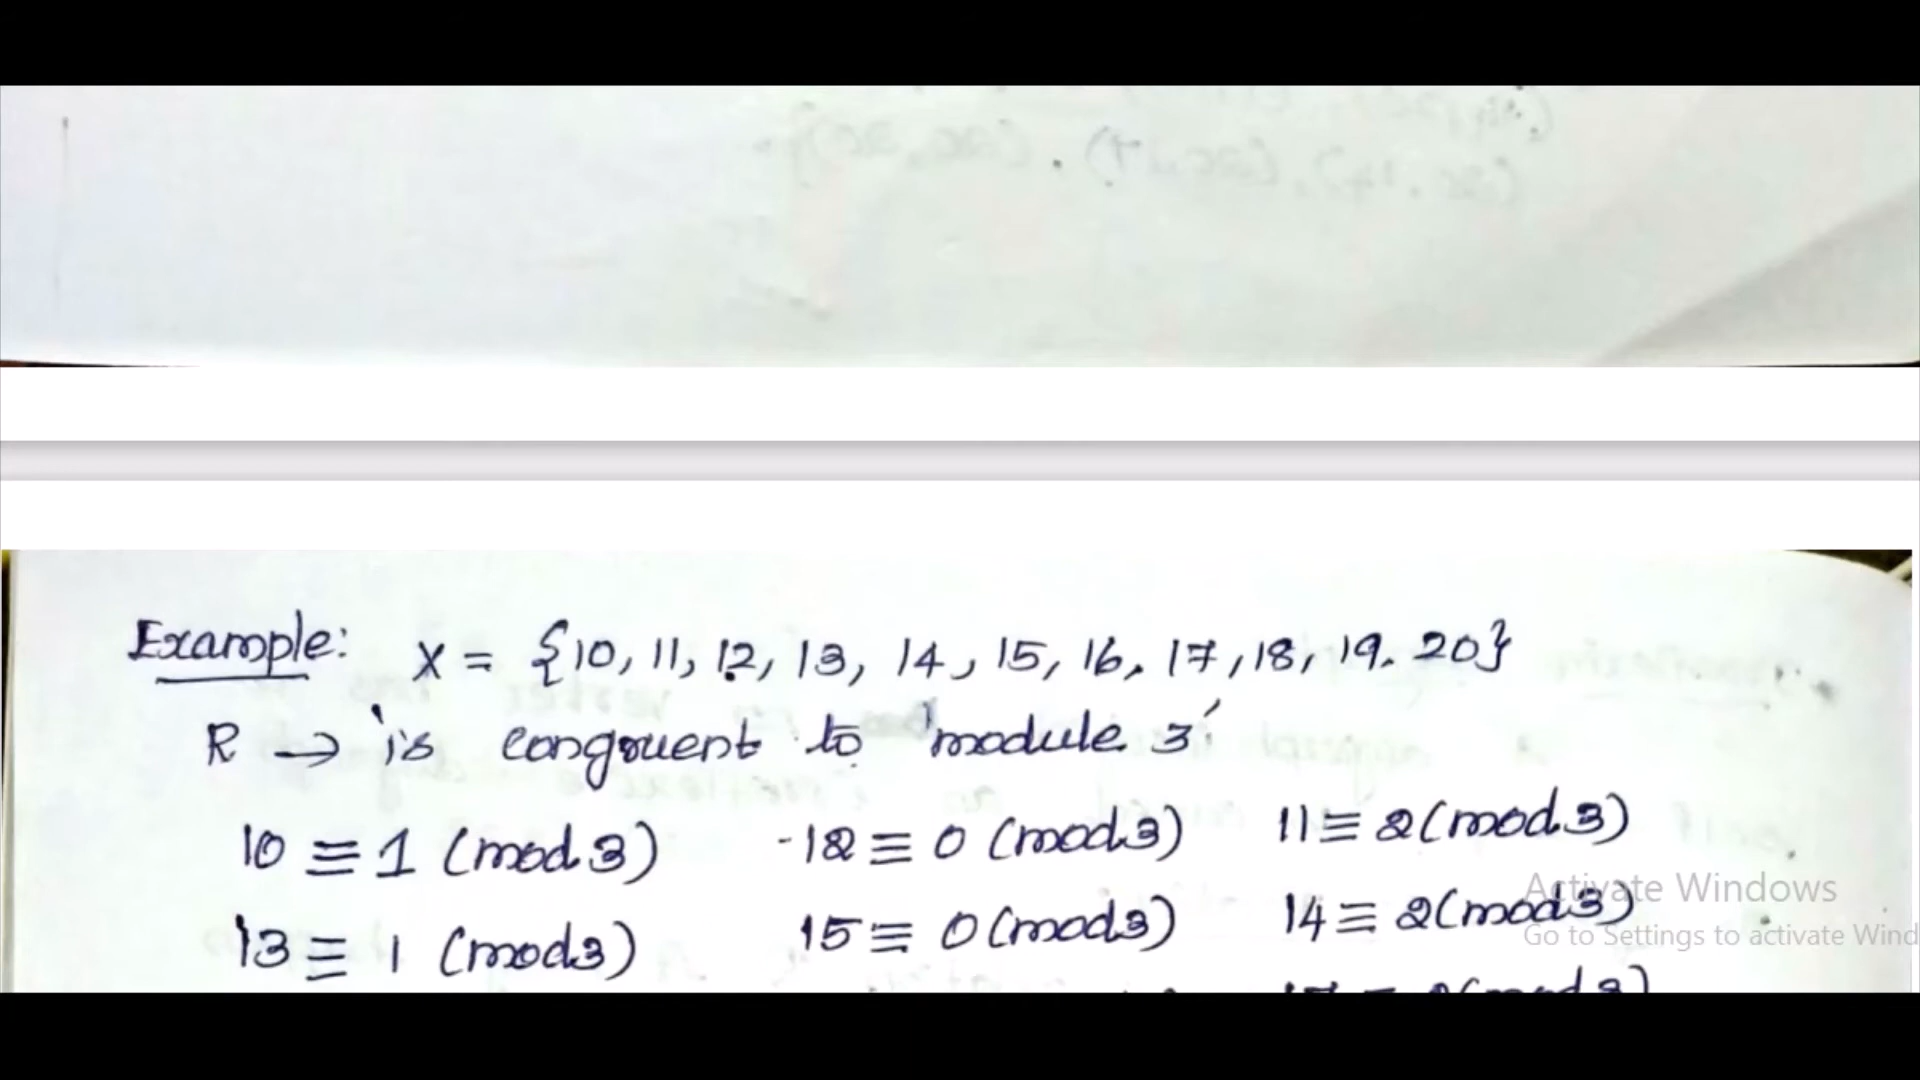 Example: X = {10, 11, 12, 13, 14, 15, 16, 17, 18, 19, 20}
R → 'is congruent to module 3'
10 ≡ 1 (mod 3) 12 ≡ 0 (mod 3) 11 ≡ 2 (mod 3)
13 ≡ 1 (mod 3) 15 ≡ 0 (mod 3) 14 ≡ 2 (mod 3)
Activate Windows
Go to Settings to activate Wind